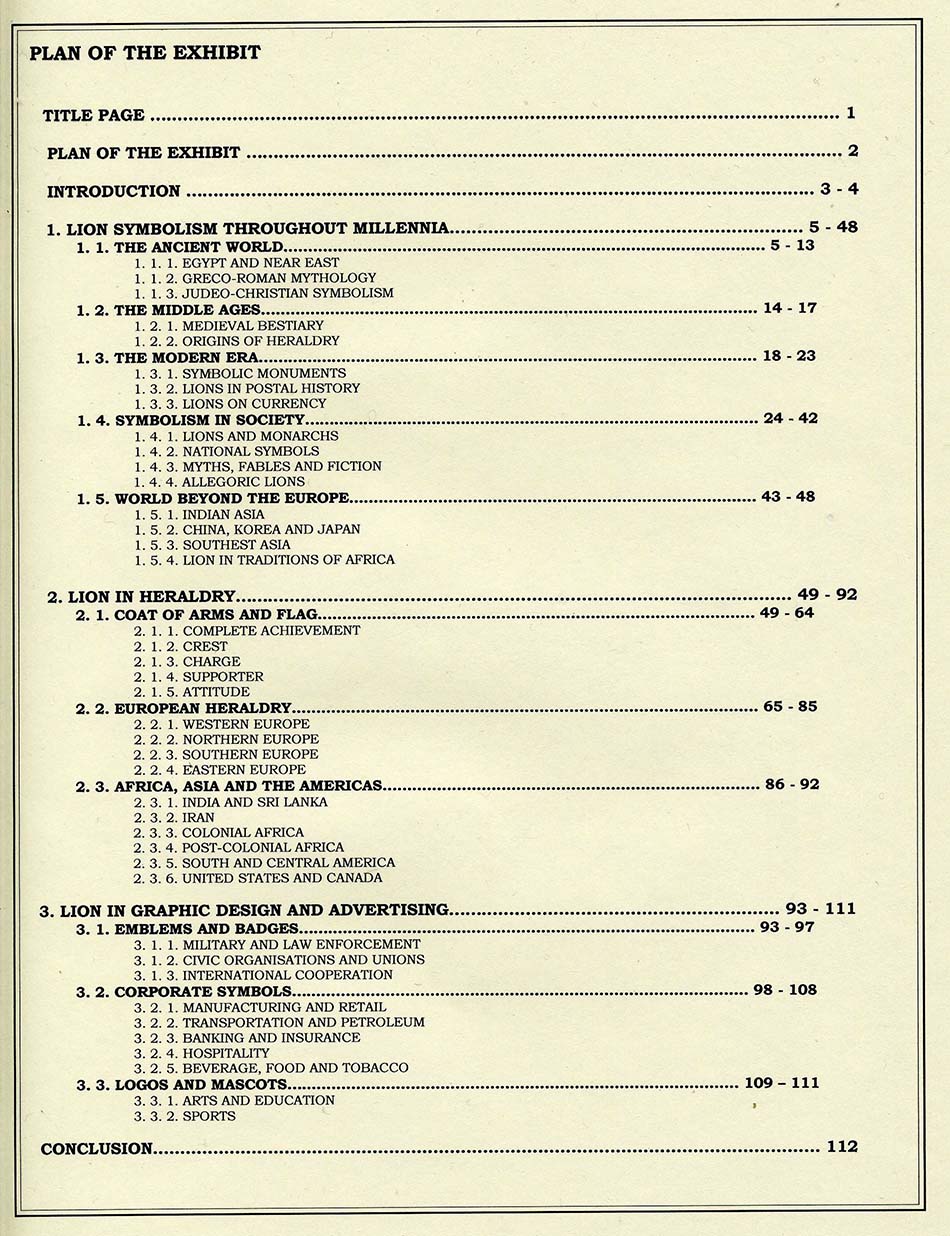 PLAN OF THE EXHIBIT
TITLE PAGE ........................................................................ 1
PLAN OF THE EXHIBIT ........................................................................ 2
INTRODUCTION ........................................................................ 3 - 4
1. LION SYMBOLISM THROUGHOUT MILLENNIA........................................ 5 - 48
1. 1. THE ANCIENT WORLD........................................ 5 - 13
1. 1. 1. EGYPT AND NEAR EAST
1. 1. 2. GRECO-ROMAN MYTHOLOGY
1. 1. 3. JUDEO-CHRISTIAN SYMBOLISM
1. 2. THE MIDDLE AGES........................................ 14 - 17
1. 2. 1. MEDIEVAL BESTIARY
1. 2. 2. ORIGINS OF HERALDRY
1. 3. THE MODERN ERA........................................ 18 - 23
1. 3. 1. SYMBOLIC MONUMENTS
1. 3. 2. LIONS IN POSTAL HISTORY
1. 3. 3. LIONS ON CURRENCY
1. 4. SYMBOLISM IN SOCIETY........................................ 24 - 42
1. 4. 1. LIONS AND MONARCHS
1. 4. 2. NATIONAL SYMBOLS
1. 4. 3. MYTHS, FABLES AND FICTION
1. 4. 4. ALLEGORIC LIONS
1. 5. WORLD BEYOND THE EUROPE........................................ 43 - 48
1. 5. 1. INDIAN ASIA
1. 5. 2. CHINA, KOREA AND JAPAN
1. 5. 3. SOUTHEST ASIA
1. 5. 4. LION IN TRADITIONS OF AFRICA
2. LION IN HERALDRY........................................ 49 - 92
2. 1. COAT OF ARMS AND FLAG........................................ 49 - 64
2. 1. 1. COMPLETE ACHIEVEMENT
2. 1. 2. CREST
2. 1. 3. CHARGE
2. 1. 4. SUPPORTER
2. 1. 5. ATTITUDE
2. 2. EUROPEAN HERALDRY........................................ 65 - 85
2. 2. 1. WESTERN EUROPE
2. 2. 2. NORTHERN EUROPE
2. 2. 3. SOUTHERN EUROPE
2. 2. 4. EASTERN EUROPE
2. 3. AFRICA, ASIA AND THE AMERICAS........................................ 86 - 92
2. 3. 1. INDIA AND SRI LANKA
2. 3. 2. IRAN
2. 3. 3. COLONIAL AFRICA
2. 3. 4. POST-COLONIAL AFRICA
2. 3. 5. SOUTH AND CENTRAL AMERICA
2. 3. 6. UNITED STATES AND CANADA
3. LION IN GRAPHIC DESIGN AND ADVERTISING........................................ 93 - 111
3. 1. EMBLEMS AND BADGES........................................ 93 - 97
3. 1. 1. MILITARY AND LAW ENFORCEMENT
3. 1. 2. CIVIC ORGANISATIONS AND UNIONS
3. 1. 3. INTERNATIONAL COOPERATION
3. 2. CORPORATE SYMBOLS........................................ 98 - 108
3. 2. 1. MANUFACTURING AND RETAIL
3. 2. 2. TRANSPORTATION AND PETROLEUM
3. 2. 3. BANKING AND INSURANCE
3. 2. 4. HOSPITALITY
3. 2. 5. BEVERAGE, FOOD AND TOBACCO
3. 3. LOGOS AND MASCOTS........................................ 109 – 111
3. 3. 1. ARTS AND EDUCATION
3. 3. 2. SPORTS
CONCLUSION........................................................................ 112